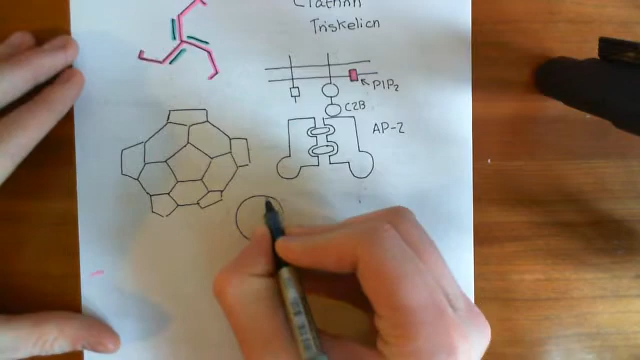 Clathrin
Triskelion
PIP2
C2B
AP-2